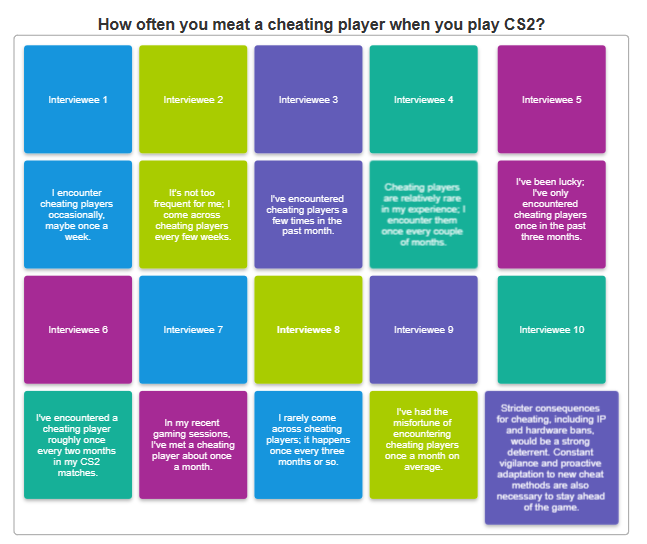 How often you meat a cheating player when you play CS2?
Interviewee 1
Interviewee 2
Interviewee 3
Interviewee 4
Interviewee 5
I encounter
cheating players
occasionally,
maybe once a
week.
It's not too
frequent for me; I
come across
cheating players
every few weeks.
I've encountered
cheating players a
few times in the
past month.
Cheating players
are relatively rare
in my experience; I
encounter them
once every couple
of months.
I've been lucky;
I've only
encountered
cheating players
once in the past
three months.
Interviewee 6
Interviewee 7
Interviewee 8
Interviewee 9
Interviewee 10
I've encountered a
cheating player
roughly once
every two months
in my CS2
matches.
In my recent
gaming sessions,
I've met a cheating
player about once
a month.
I rarely come
across cheating
players; it happens
once every three
months or so.
I've had the
misfortune of
encountering
cheating players
once a month on
average.
Stricter consequences
for cheating, including IP
and hardware bans,
would be a strong
deterrent. Constant
vigilance and proactive
adaptation to new cheat
methods are also
necessary to stay ahead
of the game.